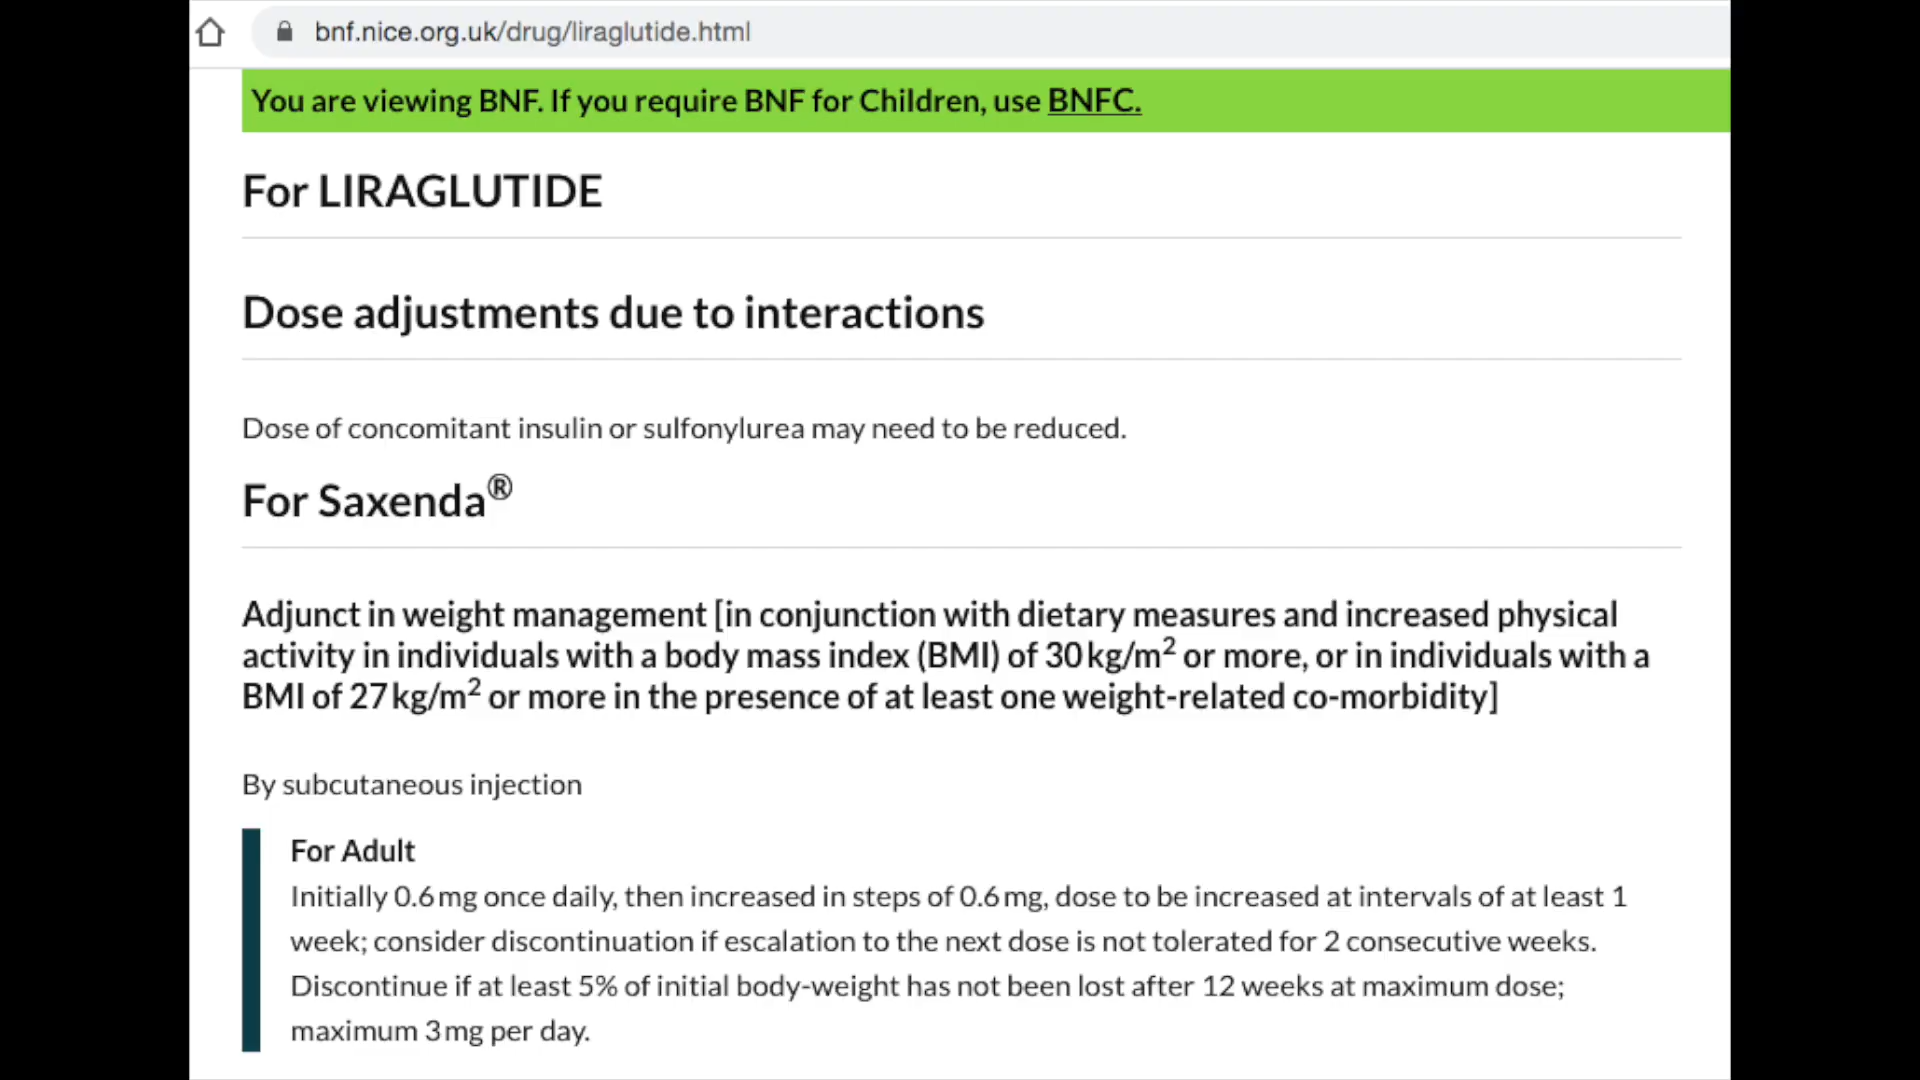 bnf.nice.org.uk/drug/liraglutide.html
You are viewing BNF. If you require BNF for Children, use BNFC.
For LIRAGLUTIDE
Dose adjustments due to interactions
Dose of concomitant insulin or sulfonylurea may need to be reduced.
For Saxenda®
Adjunct in weight management [in conjunction with dietary measures and increased physical
activity in individuals with a body mass index (BMI) of 30 kg/m² or more, or in individuals with a
BMI of 27 kg/m² or more in the presence of at least one weight-related co-morbidity]
By subcutaneous injection
For Adult
Initially 0.6 mg once daily, then increased in steps of 0.6 mg, dose to be increased at intervals of at least 1
week; consider discontinuation if escalation to the next dose is not tolerated for 2 consecutive weeks.
Discontinue if at least 5% of initial body-weight has not been lost after 12 weeks at maximum dose;
maximum 3 mg per day.